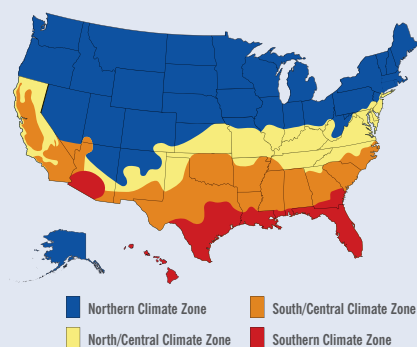 Northern Climate Zone
South/Central Climate Zone
North/Central Climate Zone
Southern Climate Zone